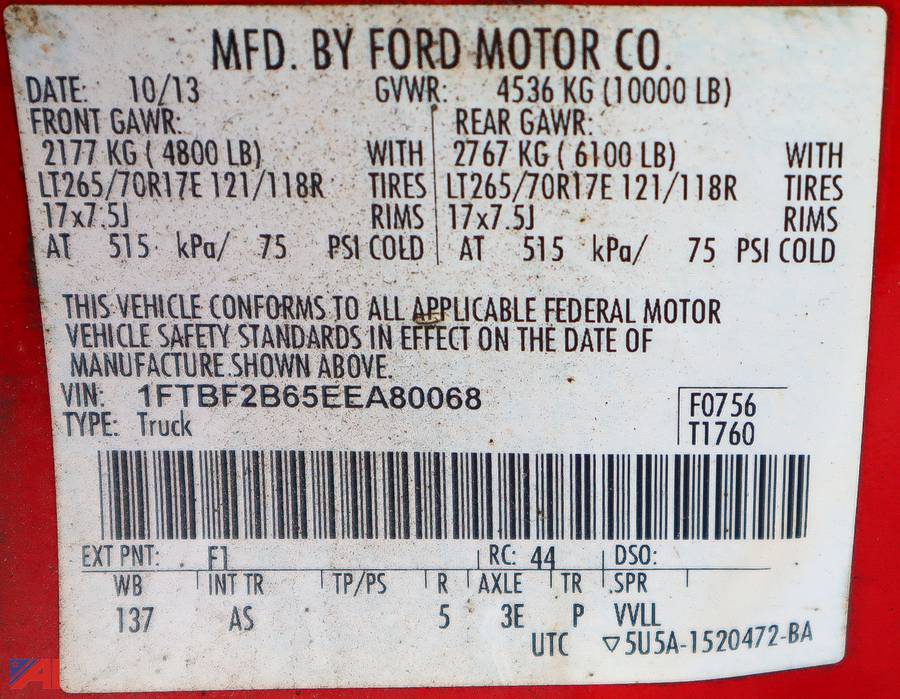 MFD. BY FORD MOTOR CO.
DATE: 10/13 GVWR: 4536 KG (10000 LB)
FRONT GAWR: REAR GAWR:
2177 KG ( 4800 LB) WITH 2767 KG ( 6100 LB) WITH
LT265/70R17E 121/118R TIRES LT265/70R17E 121/118R TIRES
17x7.5J RIMS 17x7.5J RIMS
AT 515 kPa/ 75 PSI COLD AT 515 kPa/ 75 PSI COLD
THIS VEHICLE CONFORMS TO ALL APPLICABLE FEDERAL MOTOR
VEHICLE SAFETY STANDARDS IN EFFECT ON THE DATE OF
MANUFACTURE SHOWN ABOVE.
VIN: 1FTBF2B65EEA80068
TYPE: Truck
F0756
T1760
EXT PNT: F1 RC: 44 DSO:
WB INT TR TP/PS R AXLE TR SPR
137 AS 5 3E P VVLL
UTC ▽5U5A-1520472-BA